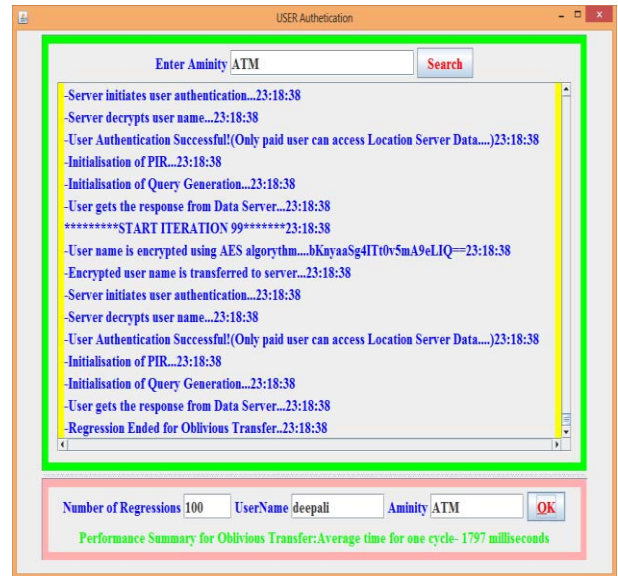 USER Authetication
Enter Aminity ATM Search
-Server initiates user authentication...23:18:38
-Server decrypts user name...23:18:38
-User Authentication Successful!(Only paid user can access Location Server Data....)23:18:38
-Initialisation of PIR...23:18:38
-Initialisation of Query Generation...23:18:38
-User gets the response from Data Server...23:18:38
*********START ITERATION 99*******23:18:38
-User name is encrypted using AES algorythm....bKnyaaSg4ITt0v5mA9eLIQ==23:18:38
-Encrypted user name is transferred to server...23:18:38
-Server initiates user authentication...23:18:38
-Server decrypts user name...23:18:38
-User Authentication Successful!(Only paid user can access Location Server Data....)23:18:38
-Initialisation of PIR...23:18:38
-Initialisation of Query Generation...23:18:38
-User gets the response from Data Server...23:18:38
-Regression Ended for Oblivious Transfer..23:18:38
Number of Regressions 100 UserName deepali Aminity ATM OK
Performance Summary for Oblivious Transfer:Average time for one cycle- 1797 milliseconds